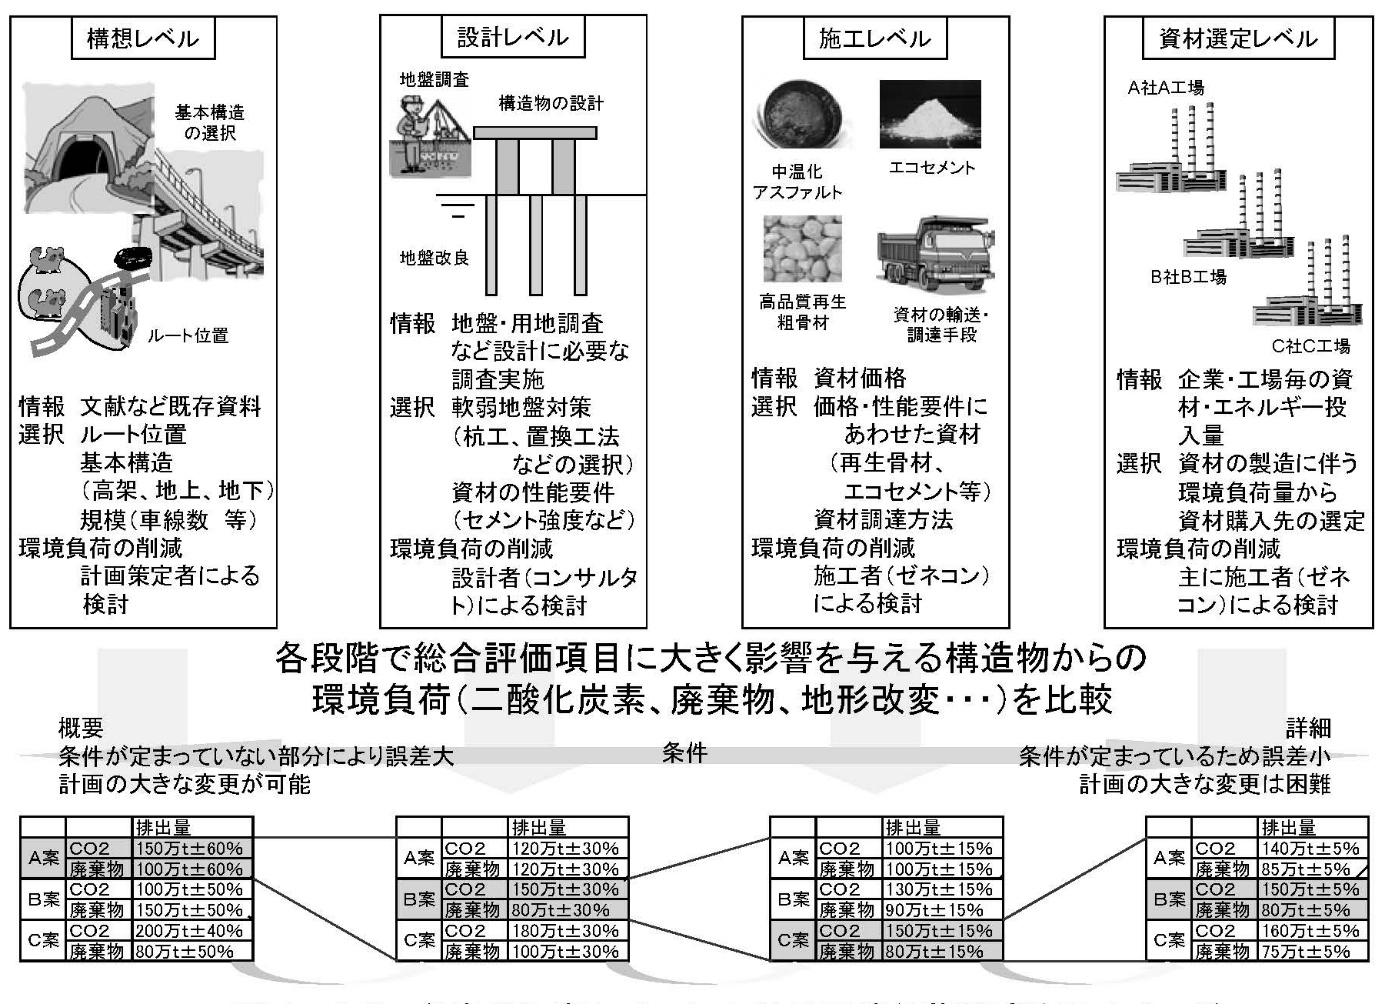 構想レベル
基本構造
の選択
ルート位置
情報 文献など既存資料
選択 ルート位置
基本構造
(高架、地上、地下)
規模(車線数 等)
環境負荷の削減
計画策定者による
検討
設計レベル
地盤調査
構造物の設計
地盤改良
情報 地盤・用地調査
など設計に必要な
調査実施
選択 軟弱地盤対策
(杭工、置換工法
などの選択)
資材の性能要件
(セメント強度など)
環境負荷の削減
設計者(コンサルタ
ト)による検討
施工レベル
中温化
アスファルト
エコセメント
高品質再生
粗骨材
資材の輸送・
調達手段
情報 資材価格
選択 価格・性能要件に
あわせた資材
(再生骨材、
エコセメント等)
資材調達方法
環境負荷の削減
施工者(ゼネコン)
による検討
資材選定レベル
A社A工場
B社B工場
C社C工場
情報 企業・工場毎の資
材・エネルギー投
入量
選択 資材の製造に伴う
環境負荷量から
資材購入先の選定
環境負荷の削減
主に施工者(ゼネ
コン)による検討
各段階で総合評価項目に大きく影響を与える構造物からの
環境負荷(二酸化炭素、廃棄物、地形改変・・・)を比較
概要
条件が定まっていない部分により誤差大
計画の大きな変更が可能
条件
詳細
条件が定まっているため誤差小
計画の大きな変更は困難
排出量
A案 CO2 150万t±60%
廃棄物 100万t±60%
B案 CO2 100万t±50%
廃棄物 150万t±50%
C案 CO2 200万t±40%
廃棄物 80万t±50%
排出量
A案 CO2 120万t±30%
廃棄物 120万t±30%
B案 CO2 150万t±30%
廃棄物 80万t±30%
C案 CO2 180万t±30%
廃棄物 100万t±30%
排出量
A案 CO2 100万t±15%
廃棄物 100万t±15%
B案 CO2 130万t±15%
廃棄物 90万t±15%
C案 CO2 150万t±15%
廃棄物 80万t±15%
排出量
A案 CO2 140万t±5%
廃棄物 85万t±5%
B案 CO2 150万t±5%
廃棄物 80万t±5%
C案 CO2 160万t±5%
廃棄物 75万t±5%